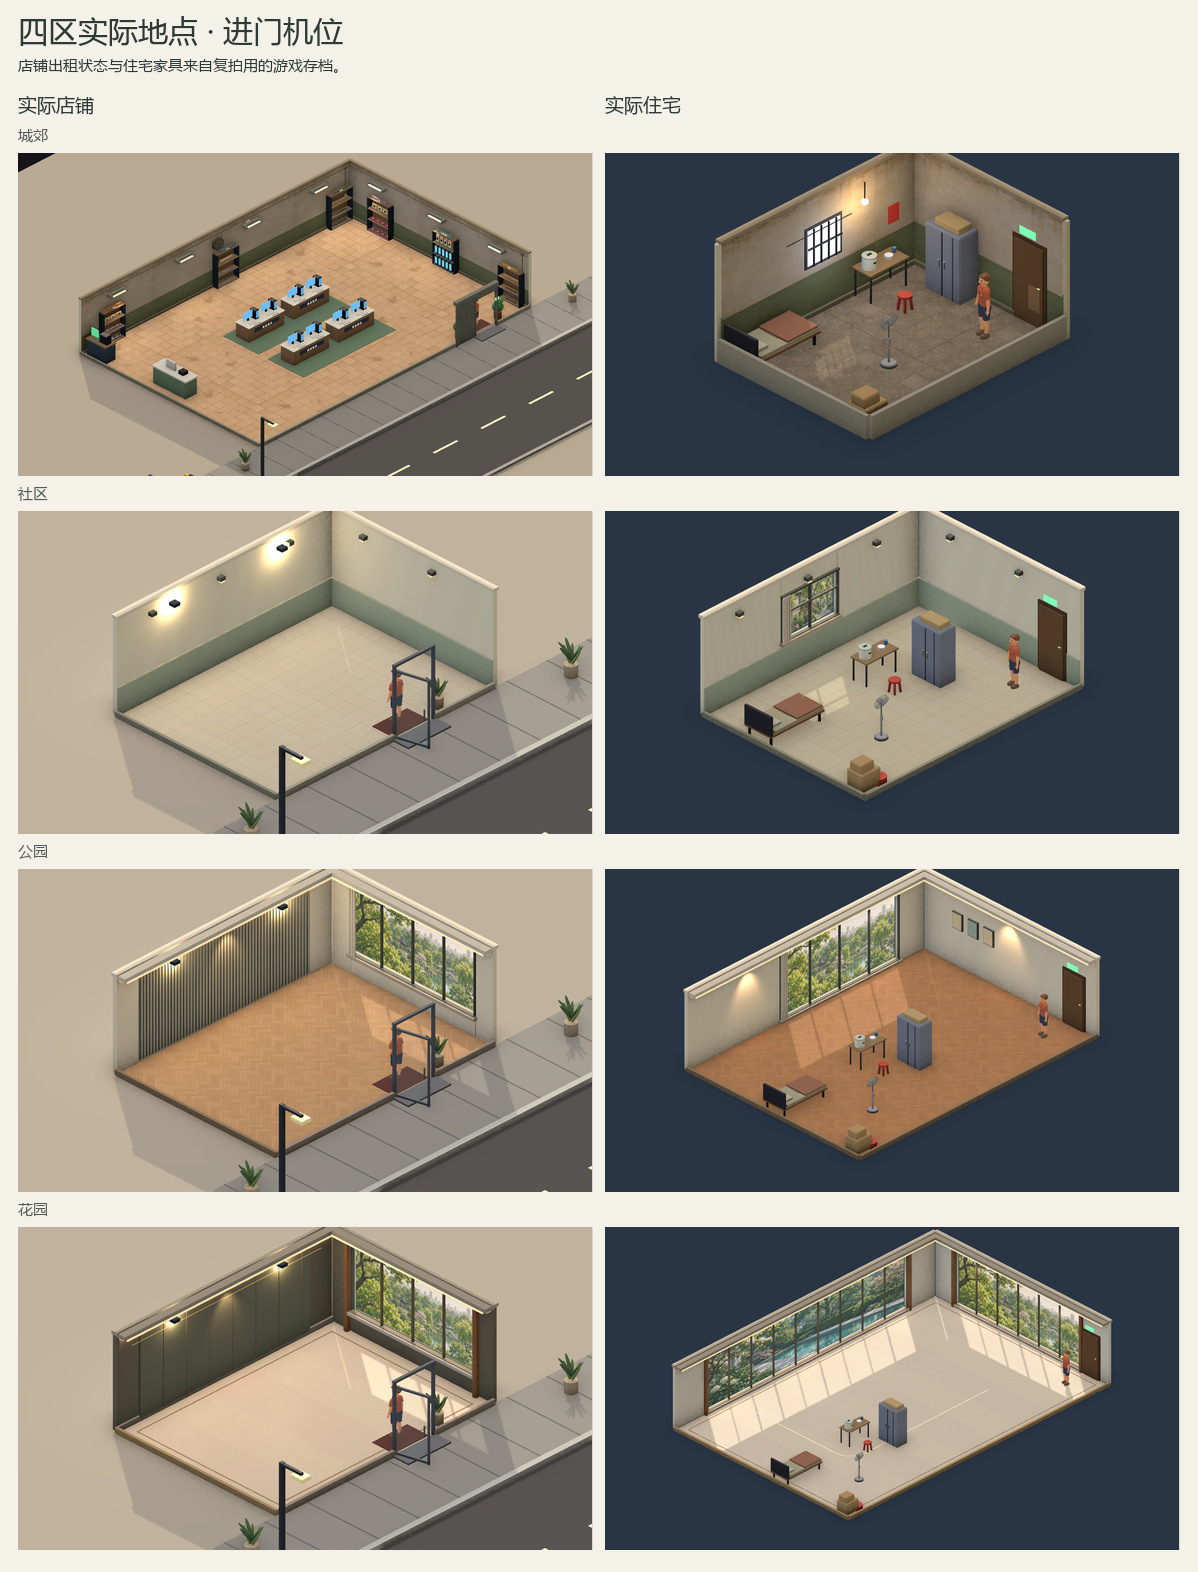 四区实际地点 · 进门机位
店铺出租状态与住宅家具来自复拍用的游戏存档。
实际店铺
实际住宅
城郊
社区
公园
花园